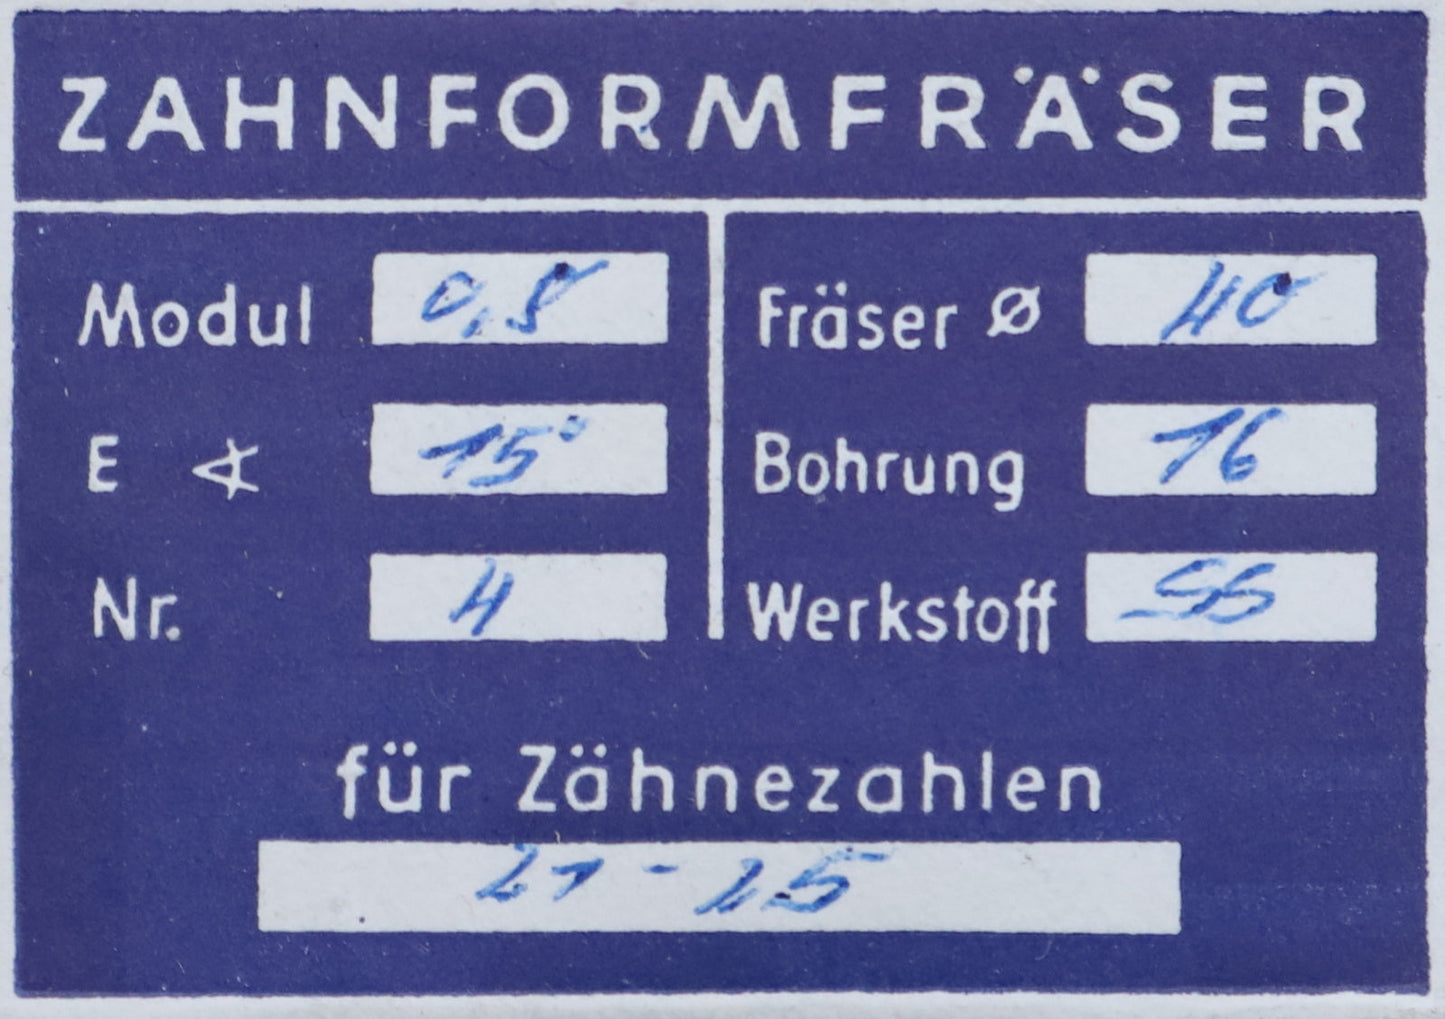 ZAHNFORMFRÄSER
Modul 0,5
E ∢ 15°
Nr. 4
Fräser ⌀ 40
Bohrung 16
Werkstoff SS
für Zähnezahlen
21 - 25